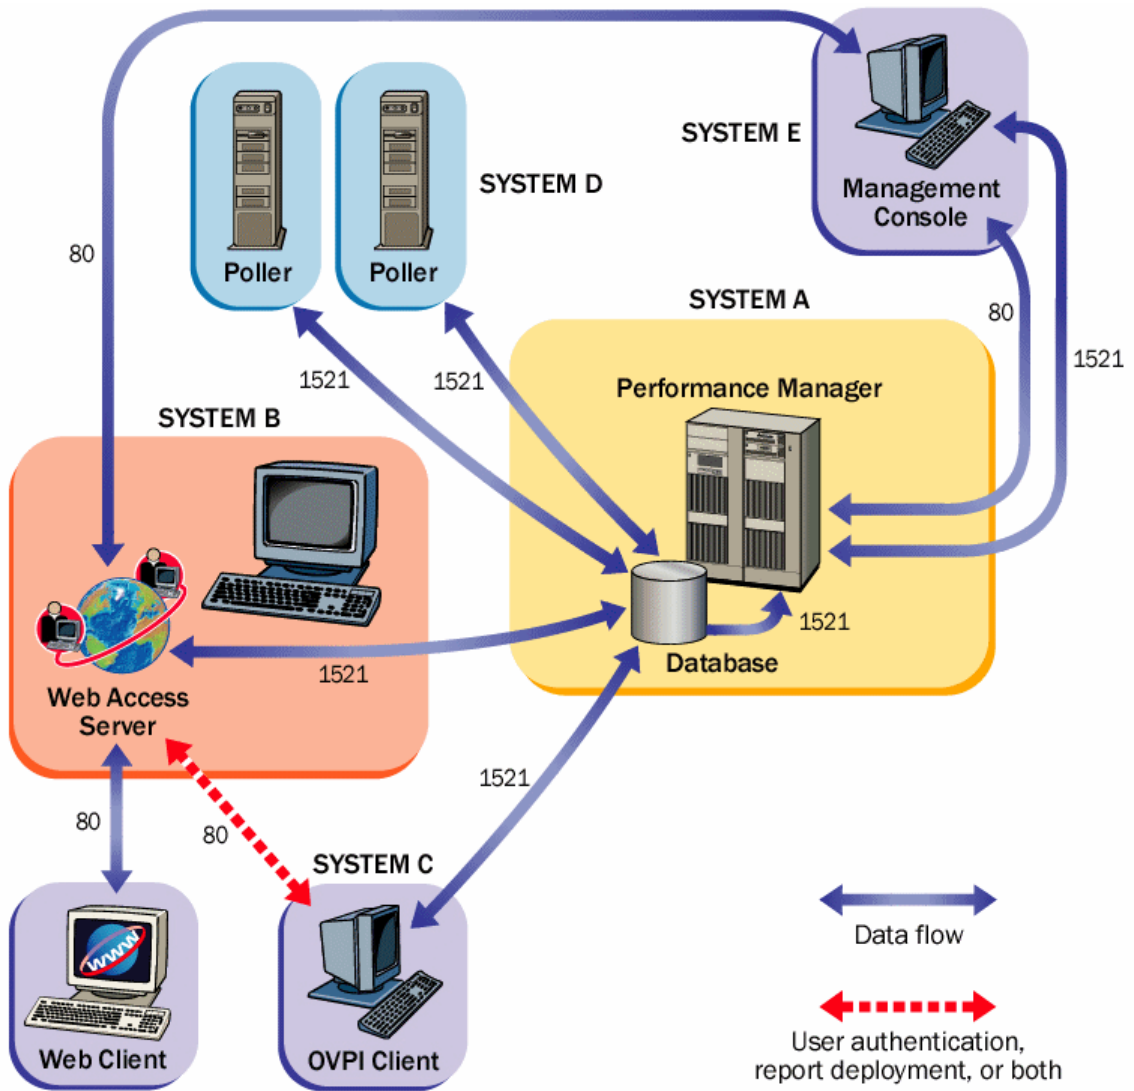 SYSTEM E
Management
Console
SYSTEM D
Poller
Poller
80
SYSTEM A
80
1521
1521
1521
Performance Manager
SYSTEM B
1521
Database
1521
Web Access
Server
1521
80
80
SYSTEM C
WWW
Web Client
OVPI Client
Data flow
User authentication,
report deployment, or both